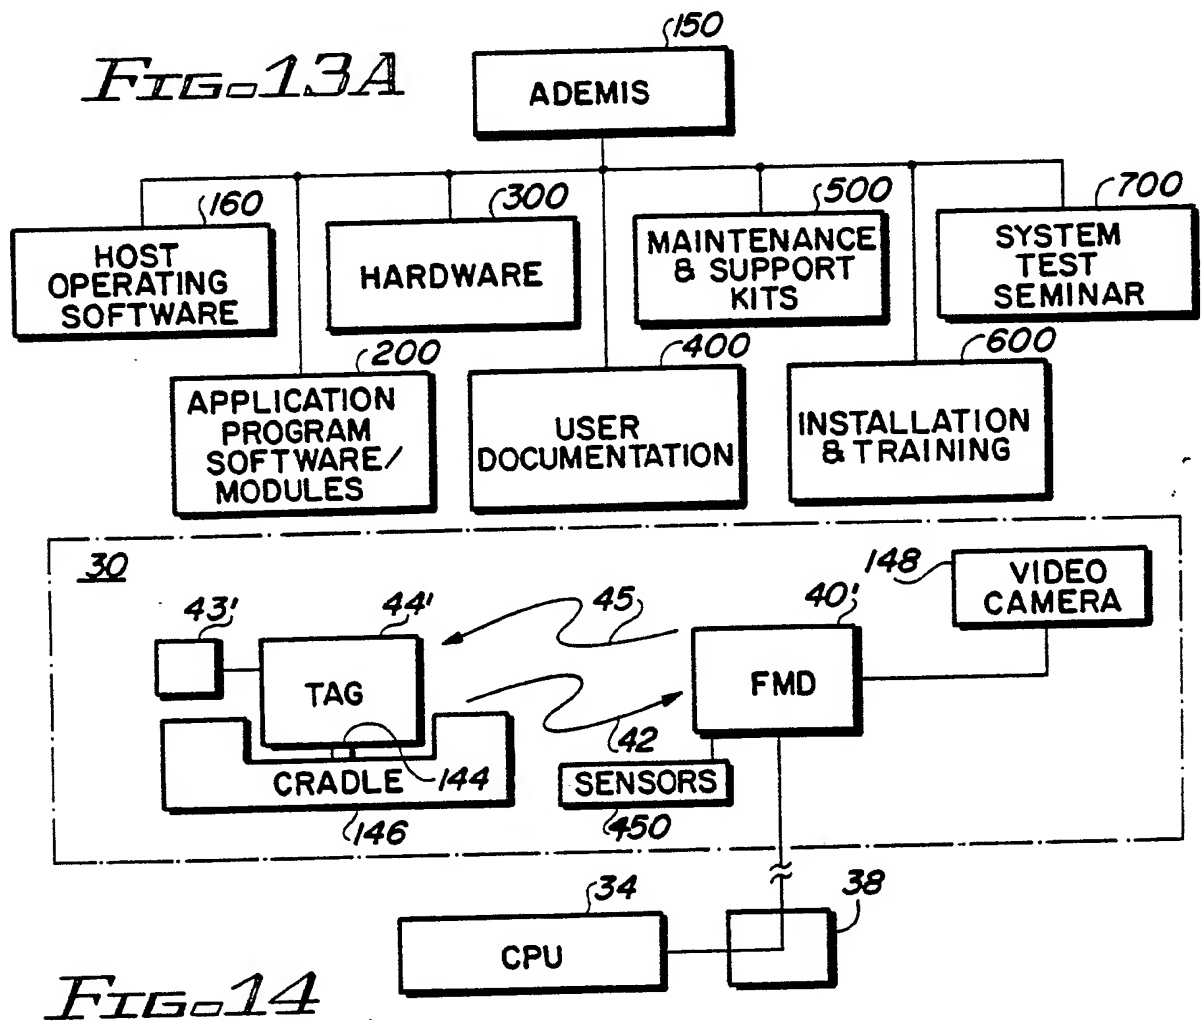 FIG. 13A
150
ADEMIS
160
HOST
OPERATING
SOFTWARE
300
HARDWARE
500
MAINTENANCE
& SUPPORT
KITS
700
SYSTEM
TEST
SEMINAR
200
APPLICATION
PROGRAM
SOFTWARE/
MODULES
400
USER
DOCUMENTATION
600
INSTALLATION
& TRAINING
30
43'
44'
TAG
45
42
40'
FMD
148
VIDEO
CAMERA
CRADLE
144
146
SENSORS
450
34
CPU
38
FIG. 14